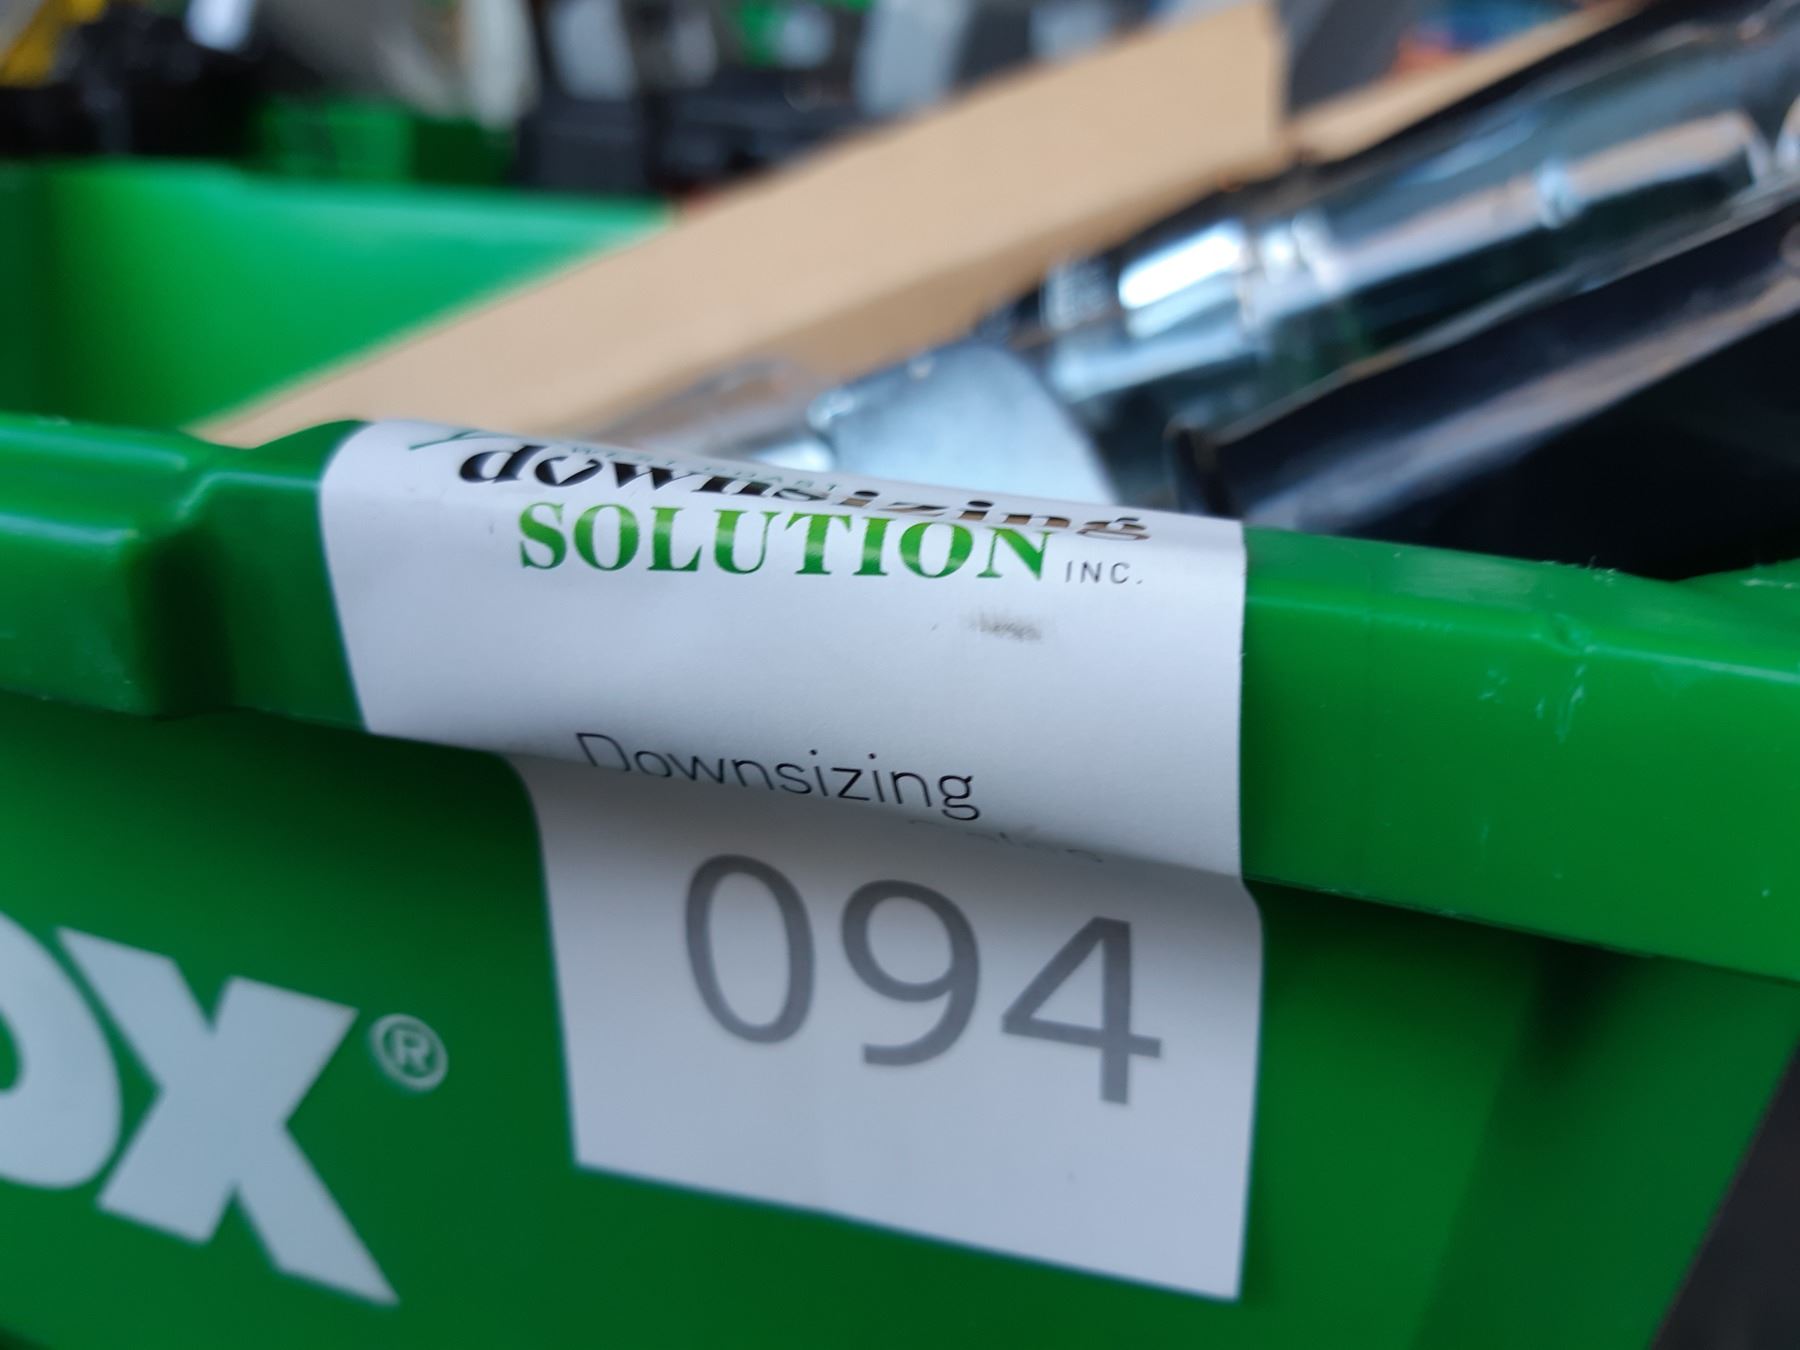 downsizing
SOLUTION INC.
Downsizing
094
OX®